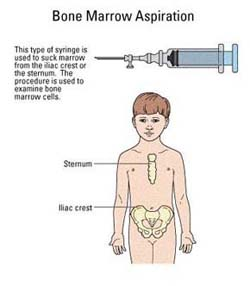 Bone Marrow Aspiration
This type of syringe is
used to suck marrow
from the iliac crest or
the sternum. The
procedure is used to
examine bone
marrow cells.
Sternum
Iliac crest